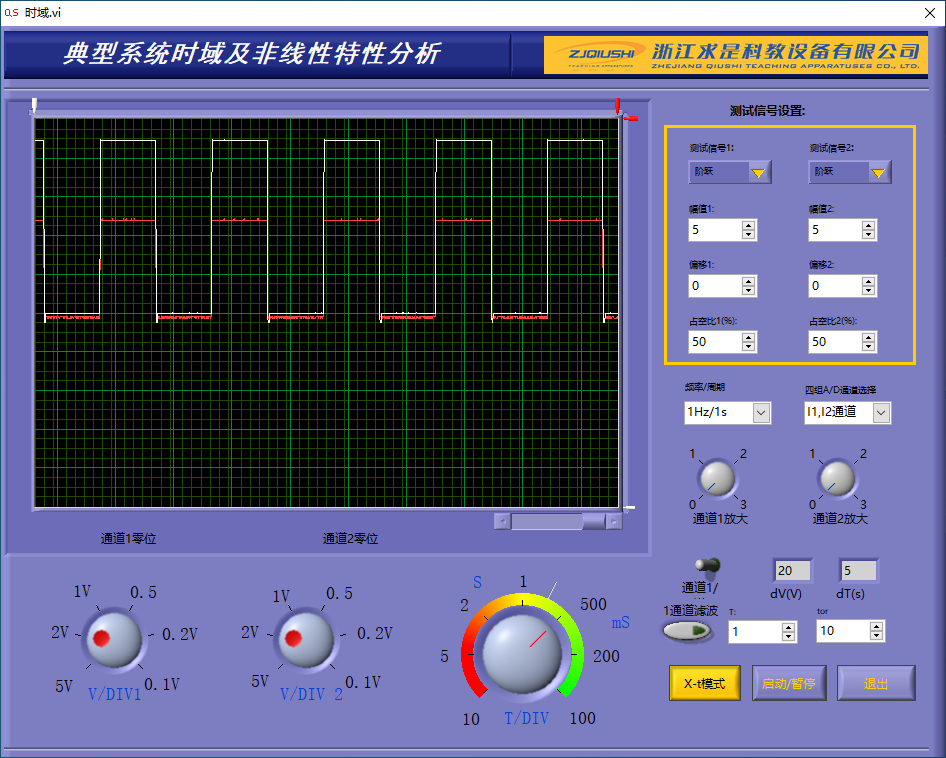 时域.vi
典型系统时域及非线性特性分析
ZJQIUSHI 浙江求是科教设备有限公司
ZHEJIANG QIUSHI TEACHING APPARATUSES CO., LTD.
测试信号设置:
测试信号1: 测试信号2:
阶跃 阶跃
幅值1: 幅值2:
5 5
偏移1: 偏移2:
0 0
占空比1(%): 占空比2(%):
50 50
频率/周期 四组A/D通道选择
1Hz/1s I1,I2通道
1 2 1 2
0 3 0 3
通道1放大 通道2放大
通道1零位 通道2零位
通道1/
20 5
dV(V) dT(s)
1通道滤波 T: tor
1 10
X-t模式 启动/暂停 退出
1V 0.5
2V 0.2V
5V 0.1V
V/DIV1
1V 0.5
2V 0.2V
5V 0.1V
V/DIV 2
S 1
2 500
mS
5 200
10 T/DIV 100